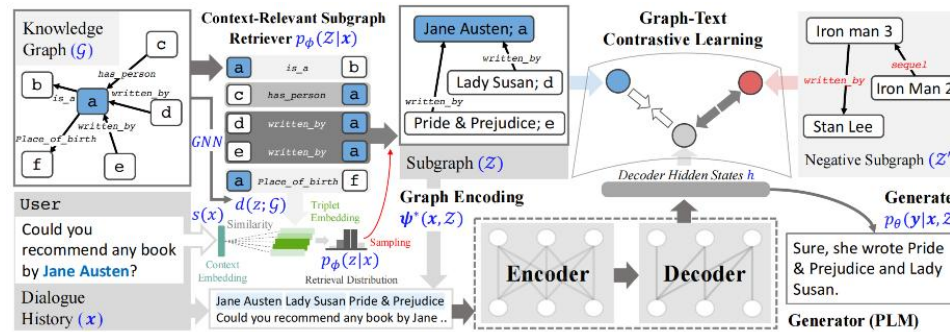 Knowledge
Graph (𝒢)
c
has_person
b
written_by
is_a
a
d
Place_of_birth
written_by
f
e
Context-Relevant Subgraph
Retriever pϕ(𝒵|x)
a is_a b
c has_person a
d written_by a
e written_by a
a Place_of_birth f
GNN
d(z; 𝒢)
s(x)
Similarity
Triplet
Embedding
Sampling
Context
Embedding
pϕ(z|x)
Retrieval Distribution
Jane Austen; a
Lady Susan; d
written_by
written_by
Pride & Prejudice; e
Subgraph (𝒵)
Graph Encoding
ψ*(x, 𝒵)
Graph-Text
Contrastive Learning
Decoder Hidden States h
Iron man 3
sequel
written_by
Iron Man 2
Stan Lee
Negative Subgraph (𝒵'
User
Could you
recommend any book
by Jane Austen?
Dialogue
History (x)
Jane Austen Lady Susan Pride & Prejudice
Could you recommend any book by Jane ..
Encoder
Decoder
Generate
pθ(y|x, 𝒵
Sure, she wrote Pride
& Prejudice and Lady
Susan.
Generator (PLM)